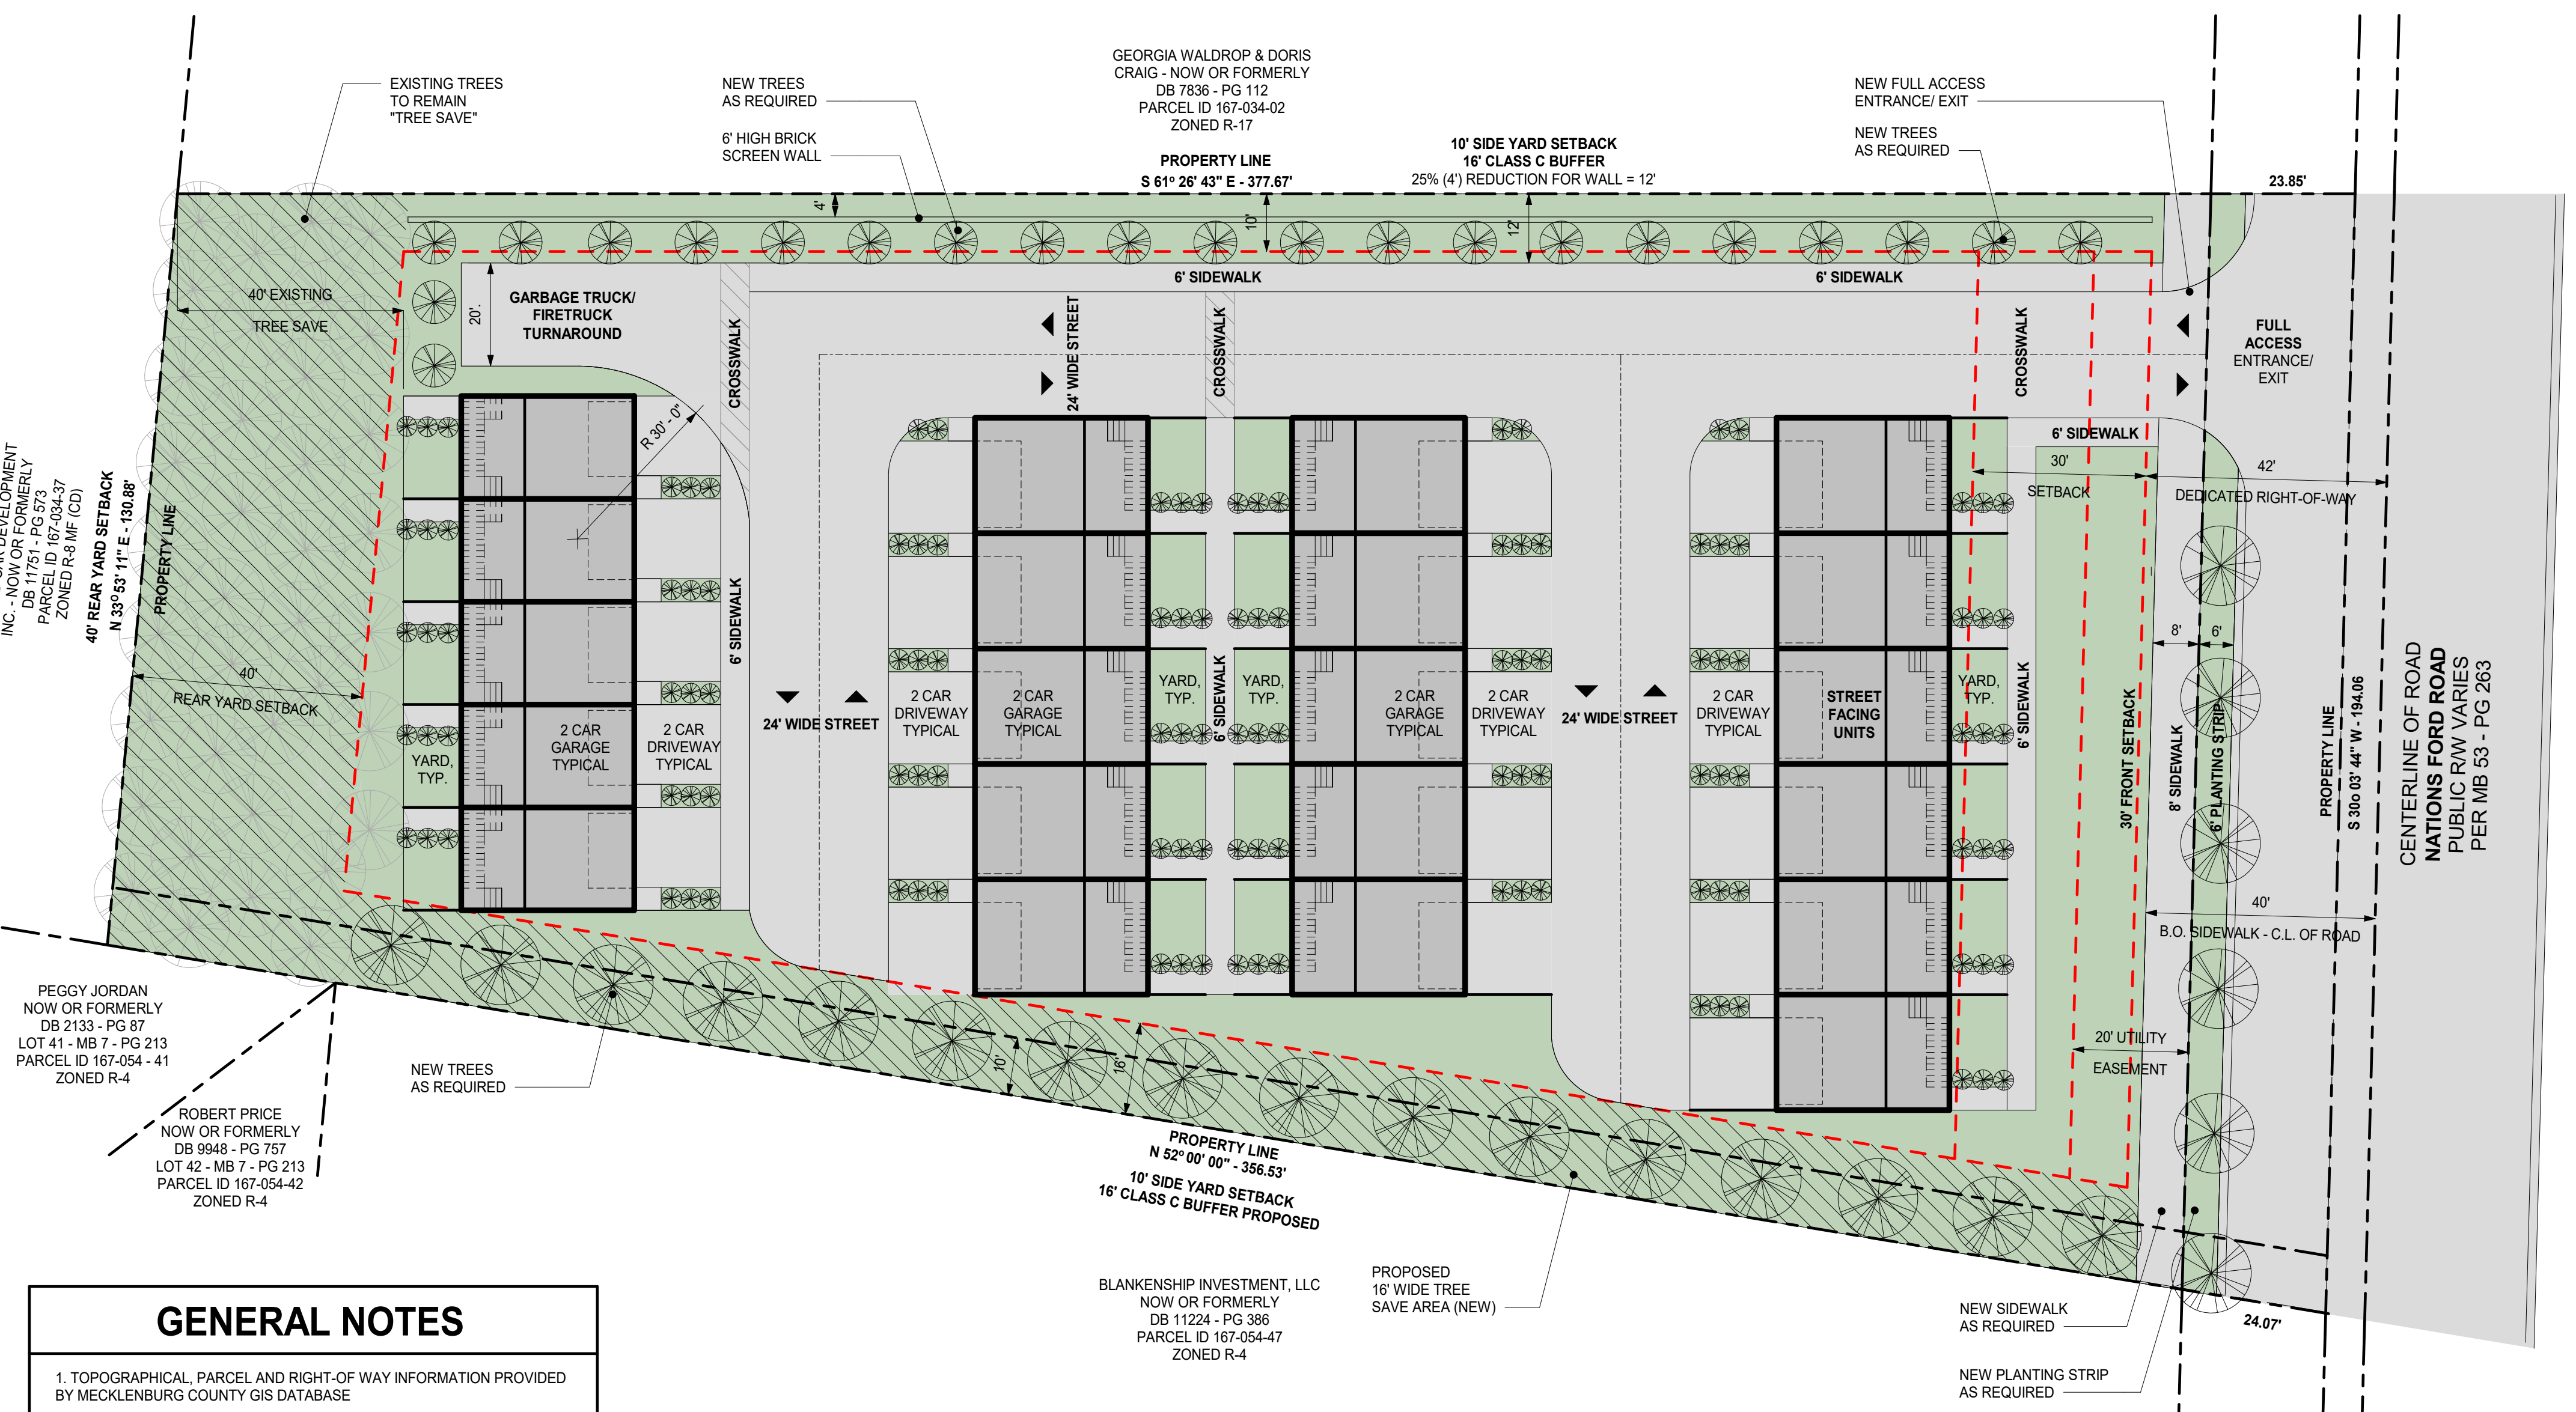 EXISTING TREES
TO REMAIN
"TREE SAVE"
NEW TREES
AS REQUIRED
6' HIGH BRICK
SCREEN WALL
GEORGIA WALDROP & DORIS
CRAIG - NOW OR FORMERLY
DB 7836 - PG 112
PARCEL ID 167-034-02
ZONED R-17
PROPERTY LINE
S 61º 26' 43" E - 377.67'
10' SIDE YARD SETBACK
16' CLASS C BUFFER
25% (4') REDUCTION FOR WALL = 12'
NEW FULL ACCESS
ENTRANCE/ EXIT
NEW TREES
AS REQUIRED
23.85'
4'
10'
12'
6' SIDEWALK
6' SIDEWALK
40' EXISTING
TREE SAVE
20'.
GARBAGE TRUCK/
FIRETRUCK
TURNAROUND
CROSSWALK
24' WIDE STREET
CROSSWALK
CROSSWALK
FULL
ACCESS
ENTRANCE/
EXIT
R 30' - 0"
6' SIDEWALK
30'
SETBACK
42'
DEDICATED RIGHT-OF-WAY
INC. - NOW OR FORMERLY
DB 11751 - PG 573
PARCEL ID 167-034-37
ZONED R-8 MF (CD)
40' REAR YARD SETBACK
N 33º 53' 11" E - 130.88'
PROPERTY LINE
40'
REAR YARD SETBACK
YARD,
TYP.
2 CAR
GARAGE
TYPICAL
2 CAR
DRIVEWAY
TYPICAL
6' SIDEWALK
24' WIDE STREET
2 CAR
DRIVEWAY
TYPICAL
2 CAR
GARAGE
TYPICAL
YARD,
TYP.
6' SIDEWALK
YARD,
TYP.
2 CAR
GARAGE
TYPICAL
2 CAR
DRIVEWAY
TYPICAL
24' WIDE STREET
2 CAR
DRIVEWAY
TYPICAL
STREET
FACING
UNITS
YARD,
TYP.
6' SIDEWALK
30' FRONT SETBACK
8'
6'
8' SIDEWALK
6' PLANTING STRIP
PROPERTY LINE
S 30o 03' 44" W - 194.06
CENTERLINE OF ROAD
NATIONS FORD ROAD
PUBLIC R/W VARIES
PER MB 53 - PG 263
40'
B.O. SIDEWALK - C.L. OF ROAD
20' UTILITY
EASEMENT
10'
16'
PEGGY JORDAN
NOW OR FORMERLY
DB 2133 - PG 87
LOT 41 - MB 7 - PG 213
PARCEL ID 167-054 - 41
ZONED R-4
ROBERT PRICE
NOW OR FORMERLY
DB 9948 - PG 757
LOT 42 - MB 7 - PG 213
PARCEL ID 167-054-42
ZONED R-4
NEW TREES
AS REQUIRED
PROPERTY LINE
N 52º 00' 00" - 356.53'
10' SIDE YARD SETBACK
16' CLASS C BUFFER PROPOSED
BLANKENSHIP INVESTMENT, LLC
NOW OR FORMERLY
DB 11224 - PG 386
PARCEL ID 167-054-47
ZONED R-4
PROPOSED
16' WIDE TREE
SAVE AREA (NEW)
NEW SIDEWALK
AS REQUIRED
NEW PLANTING STRIP
AS REQUIRED
24.07'
GENERAL NOTES
1. TOPOGRAPHICAL, PARCEL AND RIGHT-OF WAY INFORMATION PROVIDED
BY MECKLENBURG COUNTY GIS DATABASE